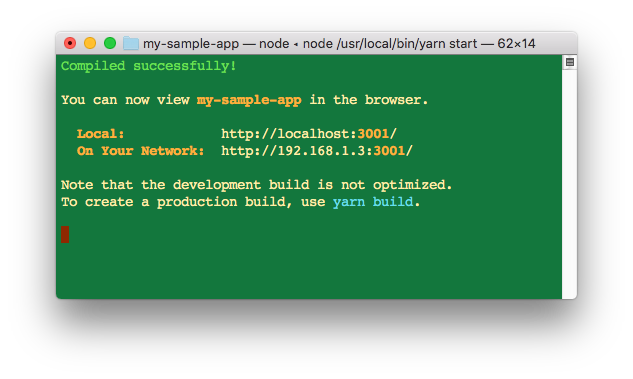 my-sample-app — node ◂ node /usr/local/bin/yarn start — 62×14
Compiled successfully!
You can now view my-sample-app in the browser.
Local: http://localhost:3001/
On Your Network: http://192.168.1.3:3001/
Note that the development build is not optimized.
To create a production build, use yarn build.